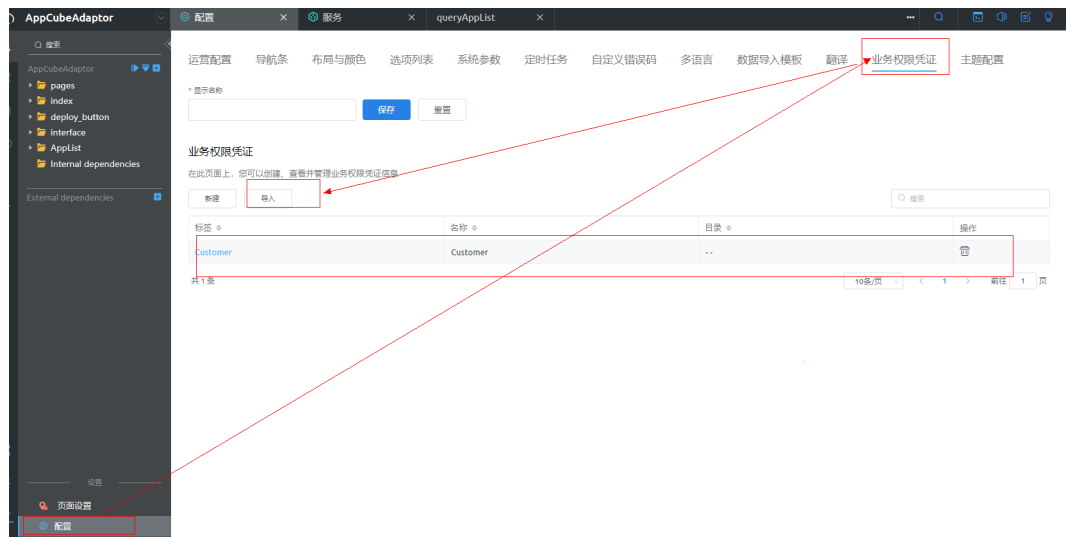 AppCubeAdaptor
配置 × 服务 × queryAppList ×
搜索
AppCubeAdaptor
pages
index
deploy_button
interface
AppList
Internal dependencies
External dependencies
设置
页面设置
配置
运营配置 导航条 布局与颜色 选项列表 系统参数 定时任务 自定义错误码 多语言 数据导入模板 翻译 业务权限凭证 主题配置
* 显示名称
保存 重置
业务权限凭证
在此页面上，您可以创建、查看并管理业务权限凭证信息
新建 导入 搜索
标签 名称 目录 操作
Customer Customer --
共 1 条 10条/页 < 1 > 前往 1 页